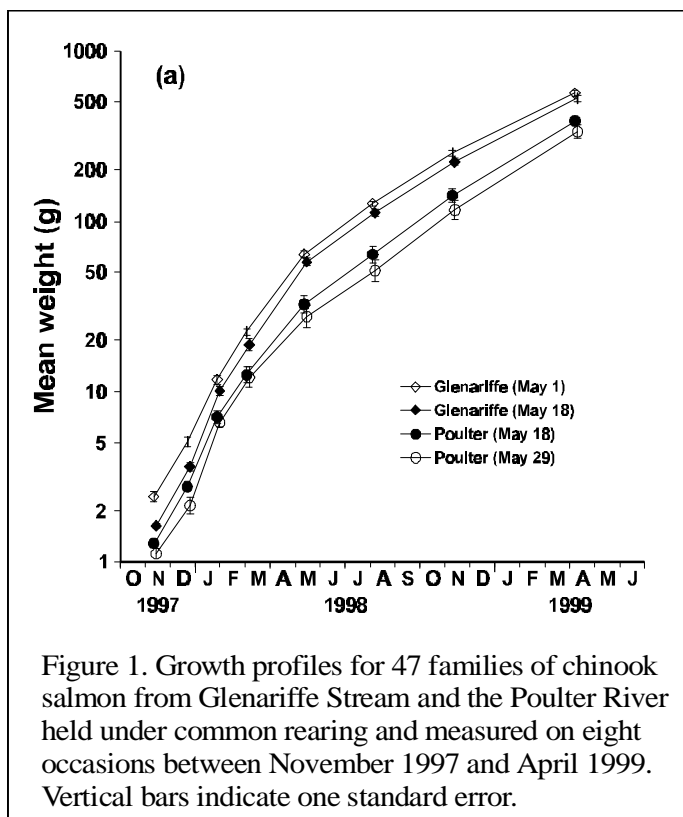 (a)
Mean weight (g)
1000
500
200
100
50
20
10
5
2
1
Glenariffe (May 1)
Glenariffe (May 18)
Poulter (May 18)
Poulter (May 29)
O N D J F M A M J J A S O N D J F M A M J
1997 1998 1999
Figure 1. Growth profiles for 47 families of chinook
salmon from Glenariffe Stream and the Poulter River
held under common rearing and measured on eight
occasions between November 1997 and April 1999.
Vertical bars indicate one standard error.